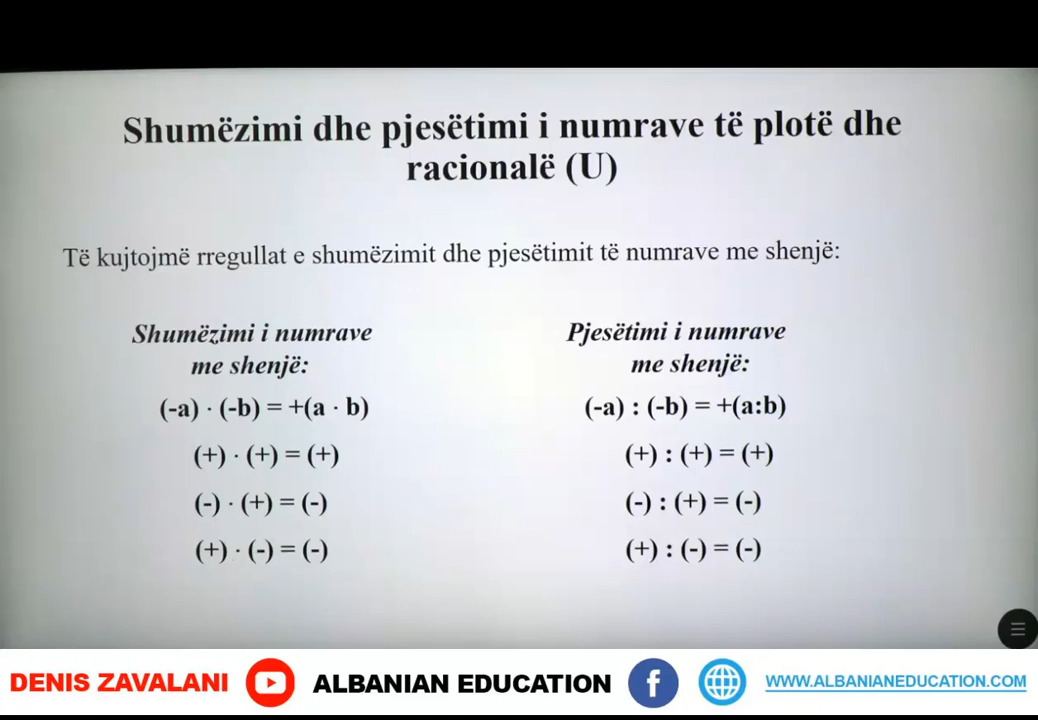 Shumëzimi dhe pjesëtimi i numrave të plotë dhe
racionalë (U)
Të kujtojmë rregullat e shumëzimit dhe pjesëtimit të numrave me shenjë:
Shumëzimi i numrave
me shenjë:
(-a) · (-b) = +(a · b)
(+) · (+) = (+)
(-) · (+) = (-)
(+) · (-) = (-)
Pjesëtimi i numrave
me shenjë:
(-a) : (-b) = +(a:b)
(+) : (+) = (+)
(-) : (+) = (-)
(+) : (-) = (-)
DENIS ZAVALANI ALBANIAN EDUCATION f WWW.ALBANIANEDUCATION.COM